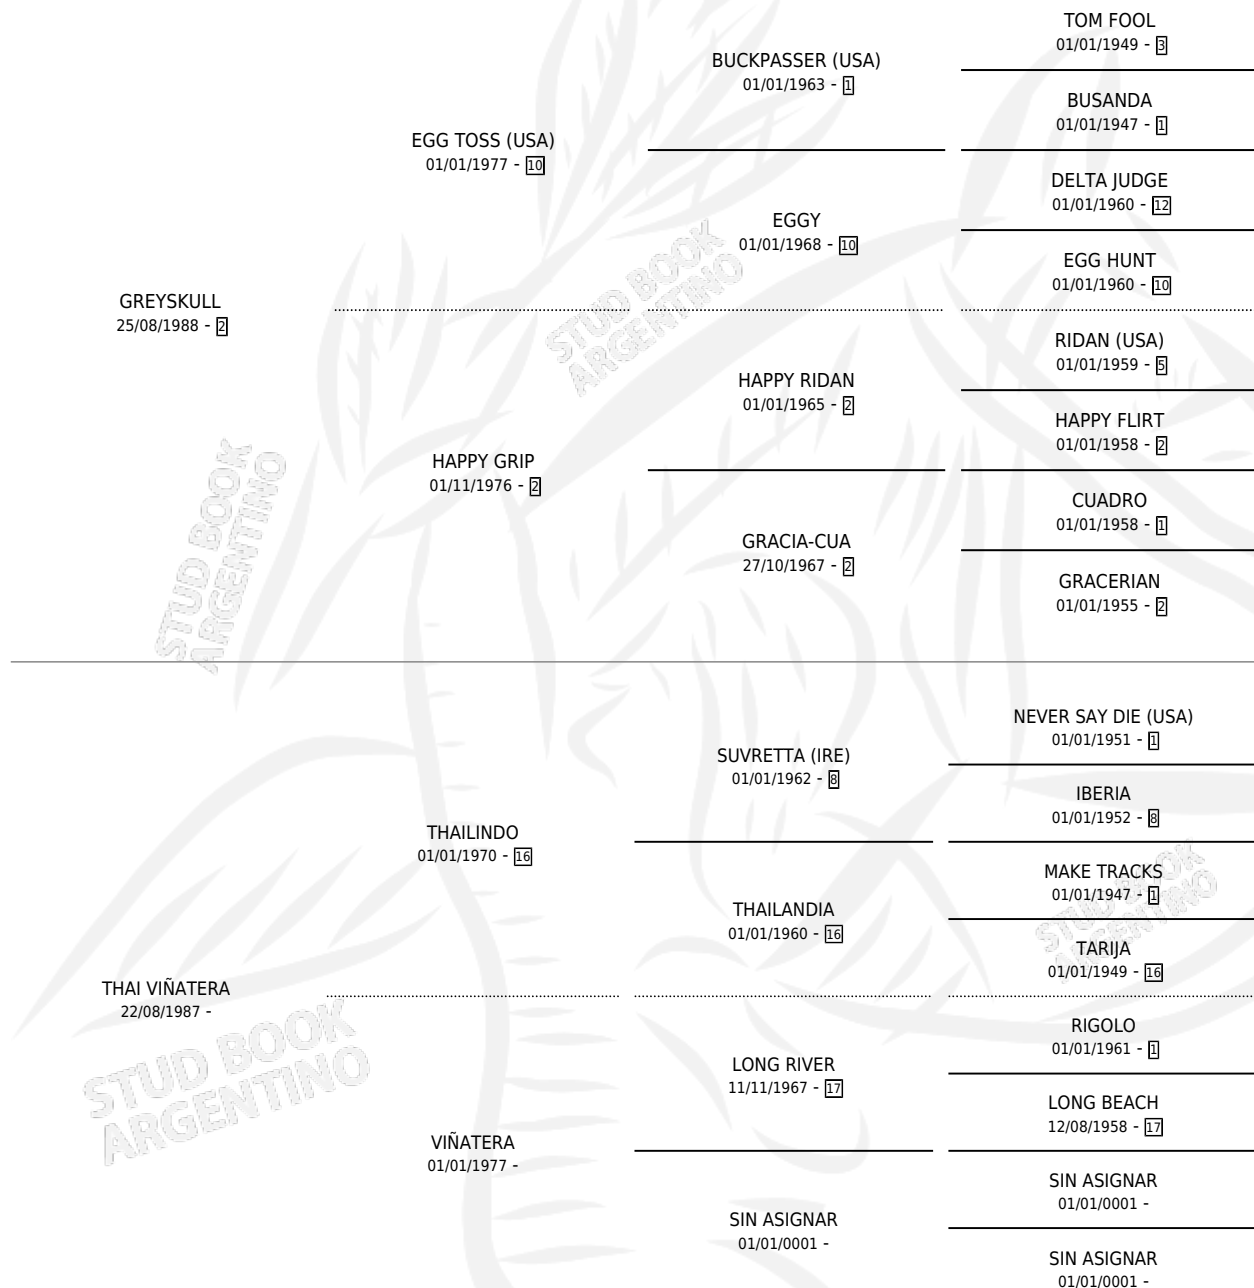 TOM FOOL
01/01/1949 - 3
BUCKPASSER (USA)
01/01/1963 - 1
BUSANDA
01/01/1947 - 1
EGG TOSS (USA)
01/01/1977 - 10
DELTA JUDGE
01/01/1960 - 12
EGGY
01/01/1968 - 10
EGG HUNT
01/01/1960 - 10
GREYSKULL
25/08/1988 - 2
RIDAN (USA)
01/01/1959 - 5
HAPPY RIDAN
01/01/1965 - 2
HAPPY FLIRT
01/01/1958 - 2
HAPPY GRIP
01/11/1976 - 2
CUADRO
01/01/1958 - 1
GRACIA-CUA
27/10/1967 - 2
GRACERIAN
01/01/1955 - 2
STUD BOOK
ARGENTINO
STUD BOOK
ARGENTINO
NEVER SAY DIE (USA)
01/01/1951 - 1
SUVRETTA (IRE)
01/01/1962 - 8
IBERIA
01/01/1952 - 8
THAILINDO
01/01/1970 - 16
MAKE TRACKS
01/01/1947 - 1
THAILANDIA
01/01/1960 - 16
TARIJA
01/01/1949 - 16
STUD BOOK
ARGENTINO
THAI VIÑATERA
22/08/1987 -
RIGOLO
01/01/1961 - 1
LONG RIVER
11/11/1967 - 17
LONG BEACH
12/08/1958 - 17
STUD BOOK
ARGENTINO
VIÑATERA
01/01/1977 -
SIN ASIGNAR
01/01/0001 -
SIN ASIGNAR
01/01/0001 -
SIN ASIGNAR
01/01/0001 -